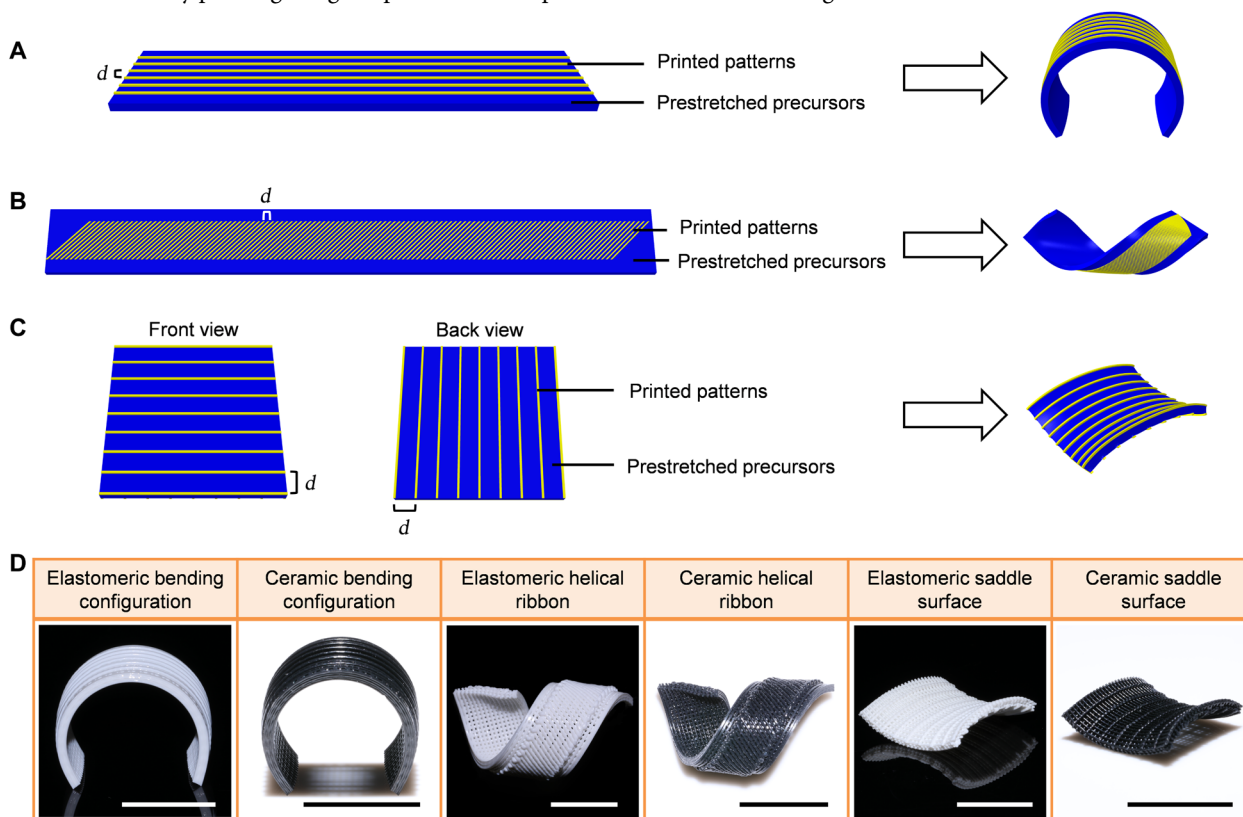 A
d
Printed patterns
Prestretched precursors
B
d
Printed patterns
Prestretched precursors
C
Front view
Back view
Printed patterns
Prestretched precursors
d
d
D
Elastomeric bending configuration
Ceramic bending configuration
Elastomeric helical ribbon
Ceramic helical ribbon
Elastomeric saddle surface
Ceramic saddle surface